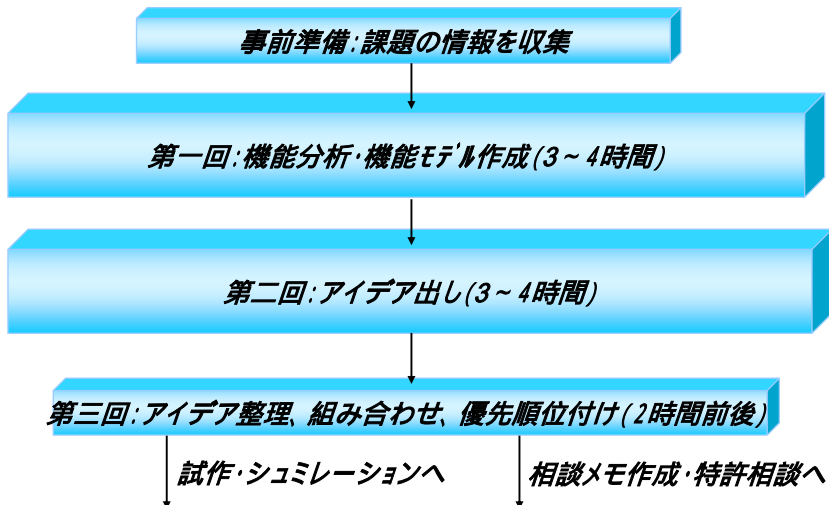 事前準備:課題の情報を収集
第一回:機能分析・機能ﾓﾃﾞﾙ作成(3~4時間)
第二回:アイデア出し(3~4時間)
第三回:アイデア整理、組み合わせ、優先順位付け(2時間前後)
試作・シュミレーションへ
相談メモ作成・特許相談へ